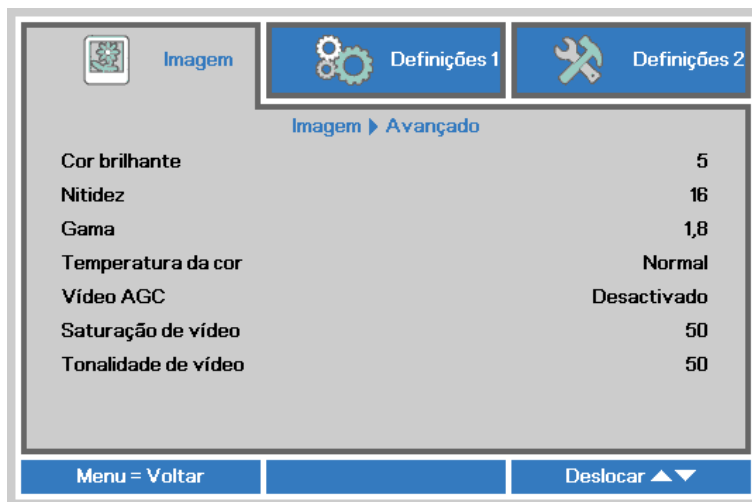 Imagem Definições 1 Definições 2
Imagem ▶ Avançado
Cor brilhante 5
Nitidez 16
Gama 1,8
Temperatura da cor Normal
Vídeo AGC Desactivado
Saturação de vídeo 50
Tonalidade de vídeo 50
Menu = Voltar Deslocar ▲▼